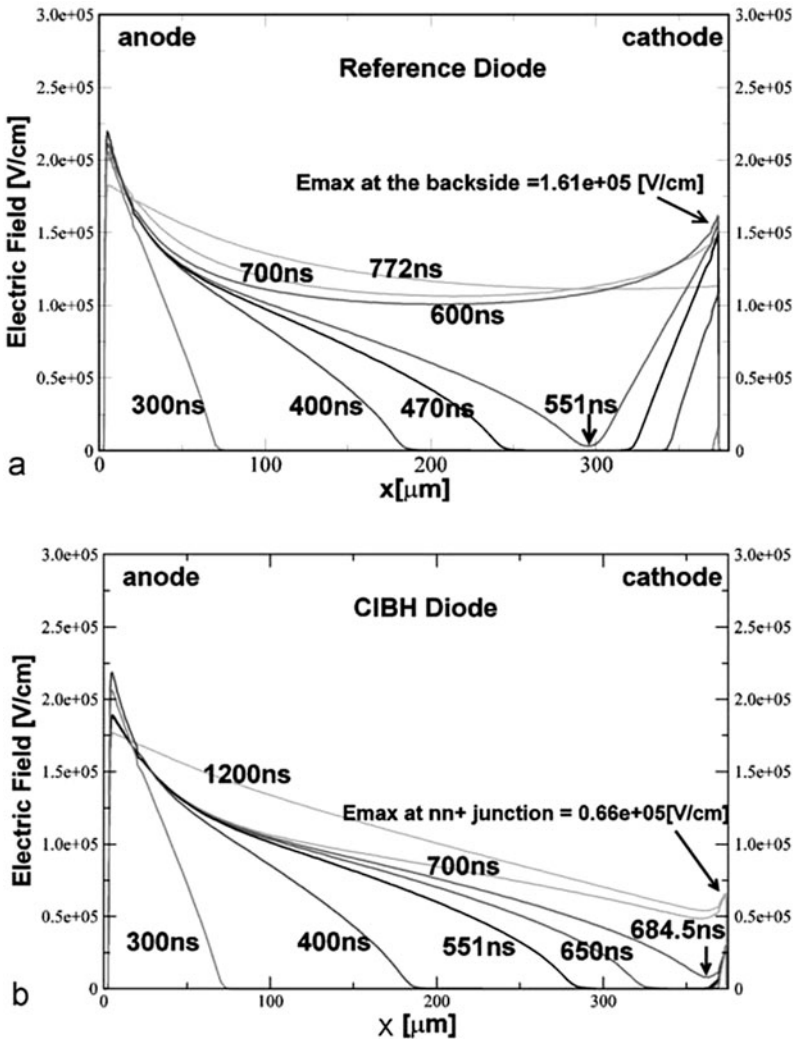 3.0e+05
anode
cathode
3.0e+05
Reference Diode
2.5e+05
2.5e+05
2.0e+05
2.0e+05
Emax at the backside =1.61e+05 [V/cm]
Electric Field [V/cm]
1.5e+05
1.5e+05
700ns
772ns
1.0e+05
1.0e+05
600ns
0.5e+05
0.5e+05
300ns
400ns
470ns
551ns
0
0
a
0
100
200
300
x[μm]
3.0e+05
anode
cathode
3.0e+05
CIBH Diode
2.5e+05
2.5e+05
2.0e+05
2.0e+05
Electric Field [V/cm]
1.5e+05
1200ns
1.5e+05
Emax at nn+ junction = 0.66e+05[V/cm]
1.0e+05
1.0e+05
700ns
0.5e+05
0.5e+05
684.5ns
300ns
400ns
551ns
650ns
0
0
b
0
100
200
300
x [μm]